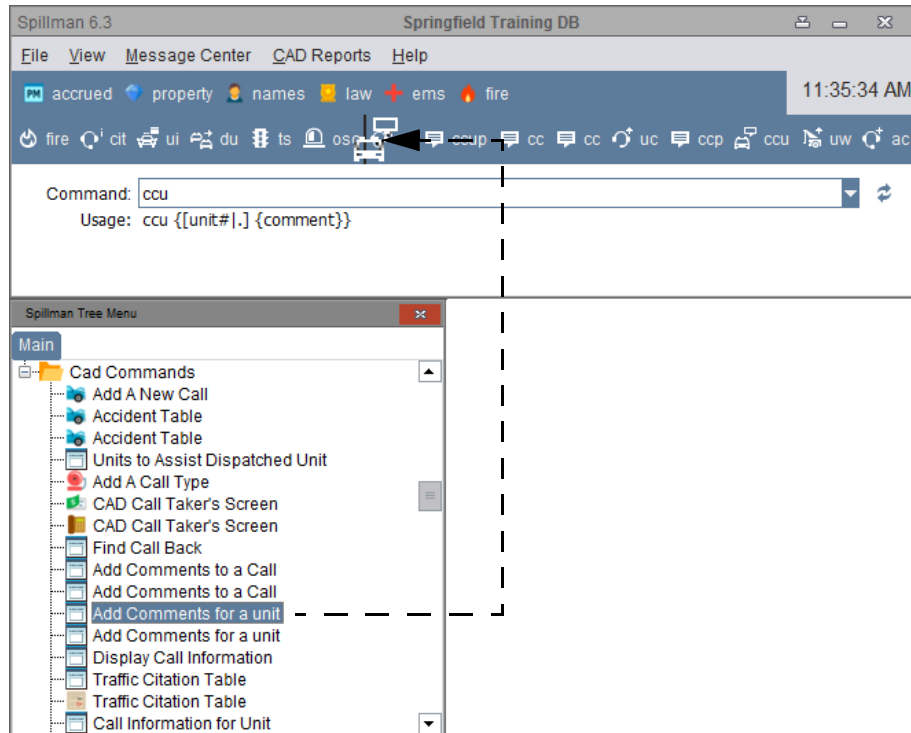 Spillman 6.3 Springfield Training DB
File View Message Center CAD Reports Help
PM accrued property names law ems fire 11:35:34 AM
fire cit ui du ts ccup cc cc uc ccp ccu uw ac
Command: ccu
Usage: ccu {[unit#|.] {comment}}
Spillman Tree Menu
Main
Cad Commands
Add A New Call
Accident Table
Accident Table
Units to Assist Dispatched Unit
Add A Call Type
CAD Call Taker's Screen
CAD Call Taker's Screen
Find Call Back
Add Comments to a Call
Add Comments to a Call
Add Comments for a unit
Add Comments for a unit
Display Call Information
Traffic Citation Table
Traffic Citation Table
Call Information for Unit